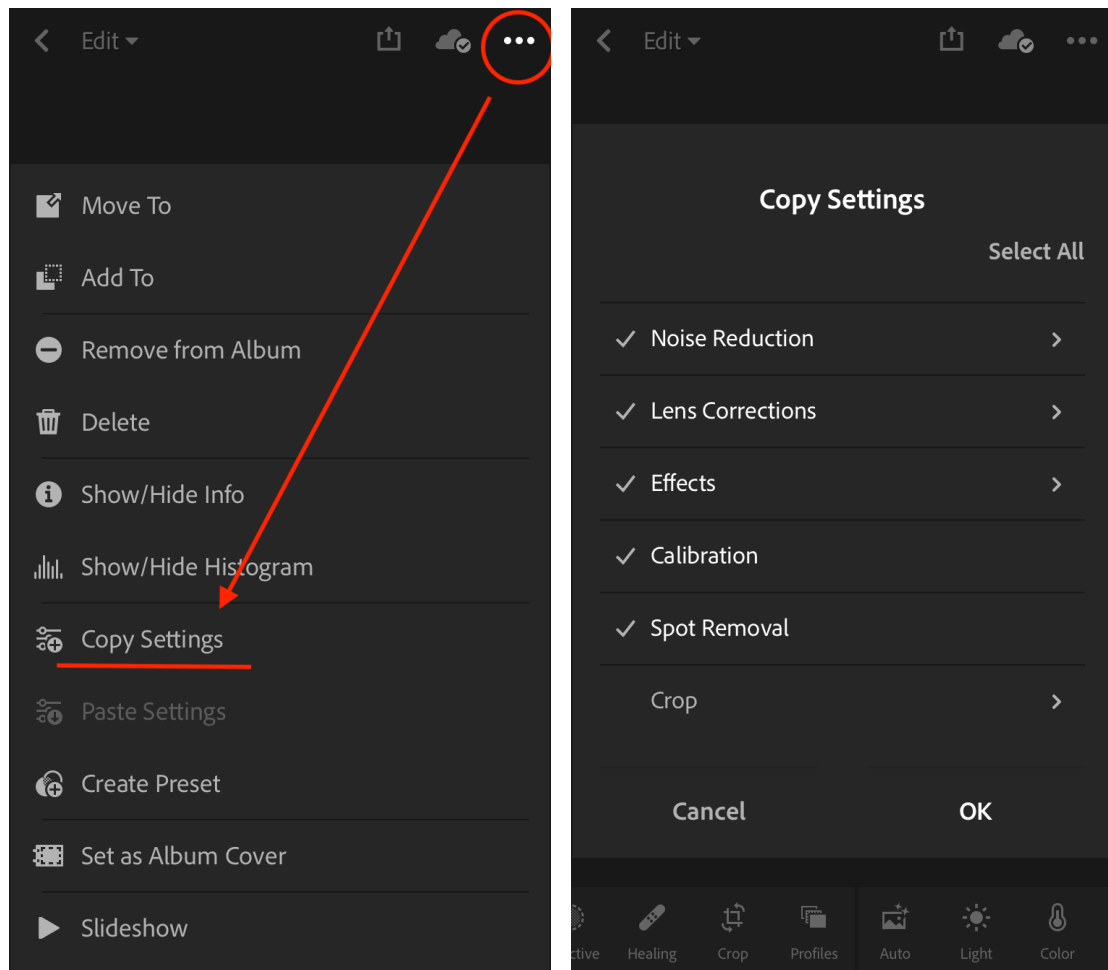 Edit
Move To
Add To
Remove from Album
Delete
Show/Hide Info
Show/Hide Histogram
Copy Settings
Paste Settings
Create Preset
Set as Album Cover
Slideshow
Edit
Copy Settings
Select All
Noise Reduction
Lens Corrections
Effects
Calibration
Spot Removal
Crop
Cancel OK
ctive Healing Crop Profiles Auto Light Color